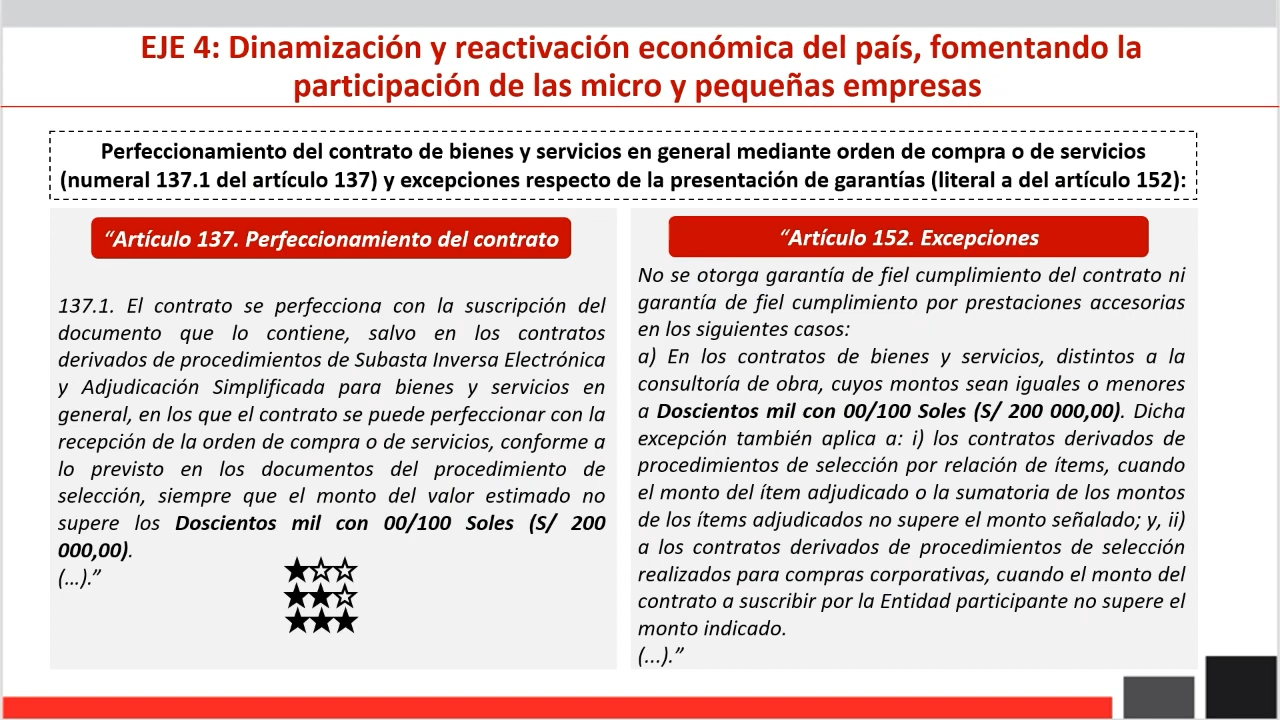 EJE 4: Dinamización y reactivación económica del país, fomentando la
participación de las micro y pequeñas empresas
Perfeccionamiento del contrato de bienes y servicios en general mediante orden de compra o de servicios
(numeral 137.1 del artículo 137) y excepciones respecto de la presentación de garantías (literal a del artículo 152):
“Artículo 137. Perfeccionamiento del contrato
137.1. El contrato se perfecciona con la suscripción del
documento que lo contiene, salvo en los contratos
derivados de procedimientos de Subasta Inversa Electrónica
y Adjudicación Simplificada para bienes y servicios en
general, en los que el contrato se puede perfeccionar con la
recepción de la orden de compra o de servicios, conforme a
lo previsto en los documentos del procedimiento de
selección, siempre que el monto del valor estimado no
supere los Doscientos mil con 00/100 Soles (S/ 200
000,00).
(…).”
“Artículo 152. Excepciones
No se otorga garantía de fiel cumplimiento del contrato ni
garantía de fiel cumplimiento por prestaciones accesorias
en los siguientes casos:
a) En los contratos de bienes y servicios, distintos a la
consultoría de obra, cuyos montos sean iguales o menores
a Doscientos mil con 00/100 Soles (S/ 200 000,00). Dicha
excepción también aplica a: i) los contratos derivados de
procedimientos de selección por relación de ítems, cuando
el monto del ítem adjudicado o la sumatoria de los montos
de los ítems adjudicados no supere el monto señalado; y, ii)
a los contratos derivados de procedimientos de selección
realizados para compras corporativas, cuando el monto del
contrato a suscribir por la Entidad participante no supere el
monto indicado.
(...).”